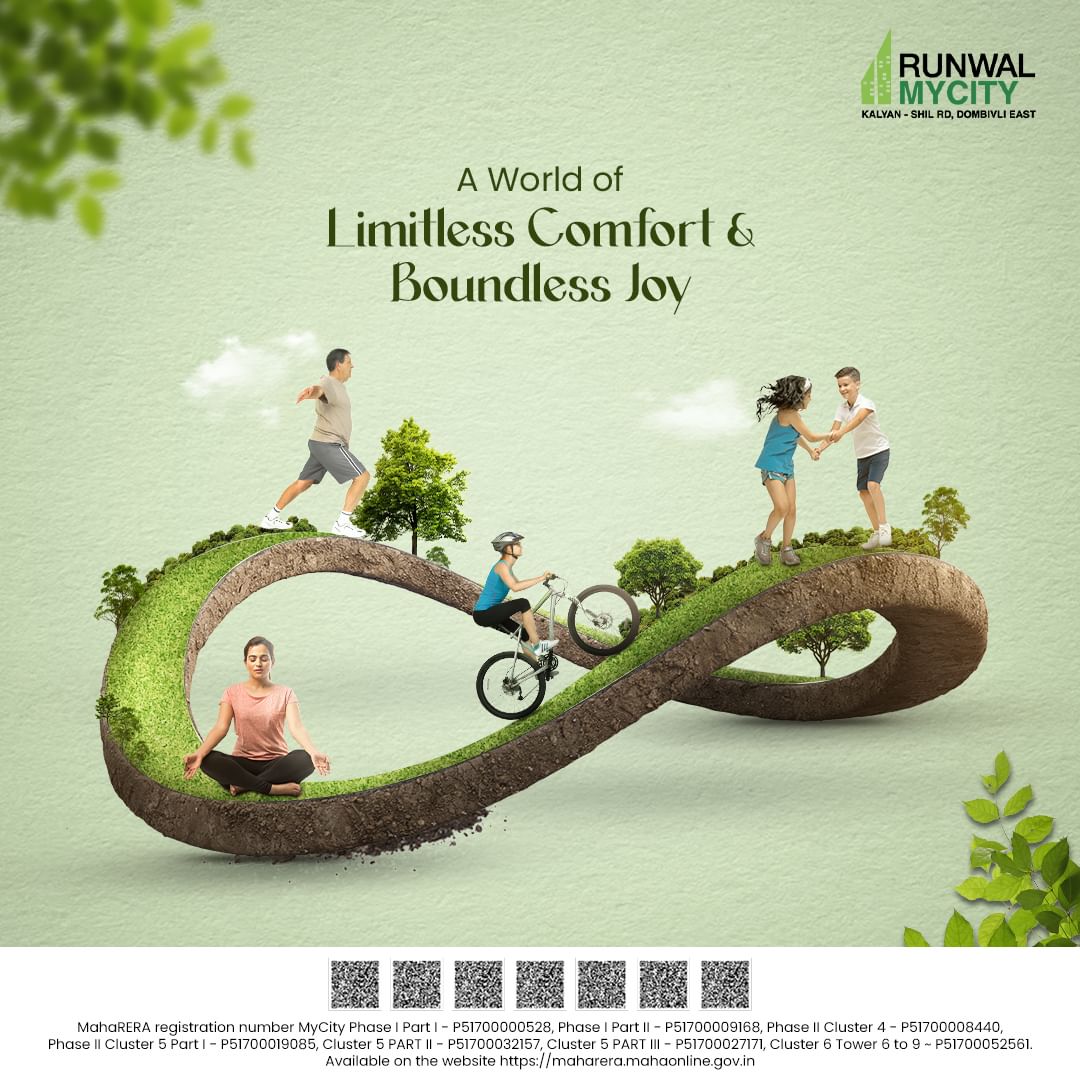 RUNWAL
MYCITY
KALYAN - SHIL RD, DOMBIVLI EAST
A World of
Limitless Comfort &
Boundless Joy
MahaRERA registration number MyCity Phase I Part I - P51700000528, Phase I Part II - P51700009168, Phase II Cluster 4 - P51700008440,
Phase II Cluster 5 Part I - P51700019085, Cluster 5 PART II - P51700032157, Cluster 5 PART III - P51700027171, Cluster 6 Tower 6 to 9 ~ P51700052561.
Available on the website https://maharera.mahaonline.gov.in